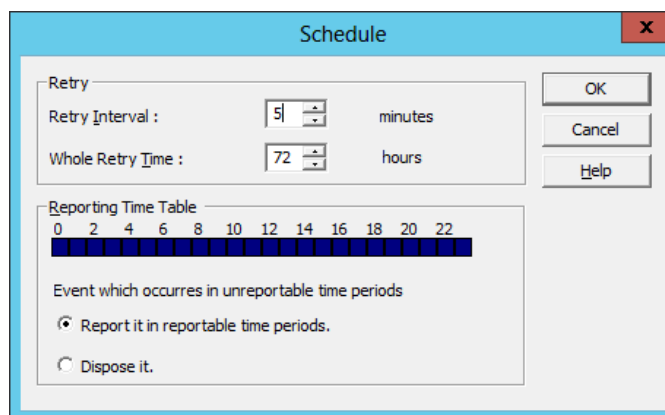 Schedule
x
Retry
Retry Interval : 5 minutes
Whole Retry Time : 72 hours
OK
Cancel
Help
Reporting Time Table
0 2 4 6 8 10 12 14 16 18 20 22
Event which occurres in unreportable time periods
Report it in reportable time periods.
Dispose it.